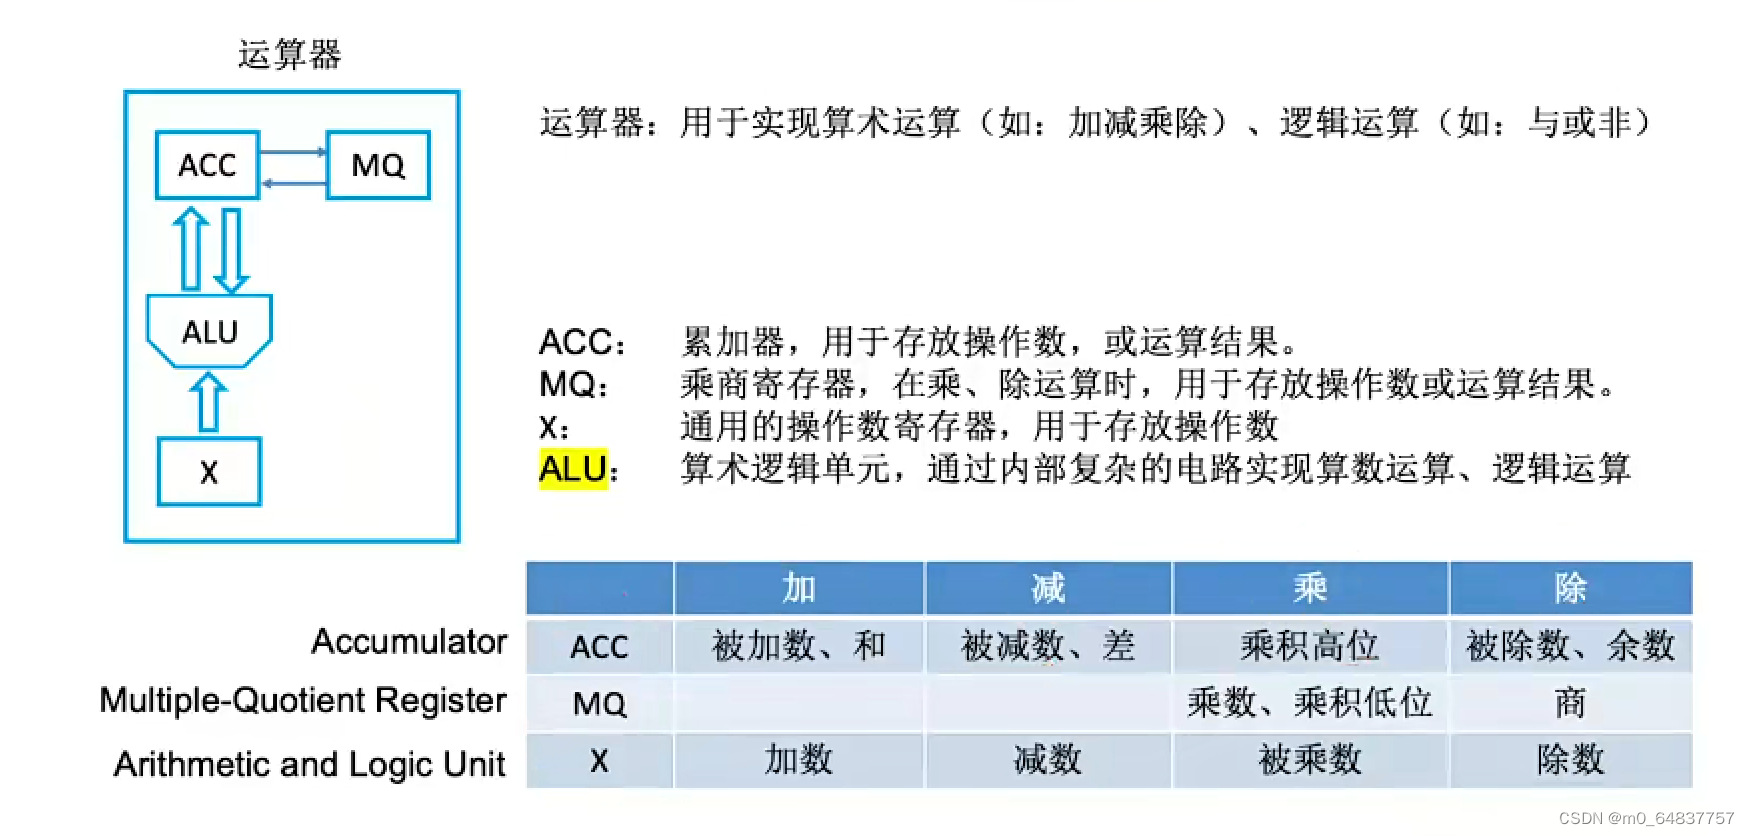 运算器
ACC
MQ
ALU
X
运算器：用于实现算术运算（如：加减乘除）、逻辑运算（如：与或非）
ACC： 累加器，用于存放操作数，或运算结果。
MQ： 乘商寄存器，在乘、除运算时，用于存放操作数或运算结果。
X： 通用的操作数寄存器，用于存放操作数
ALU： 算术逻辑单元，通过内部复杂的电路实现算数运算、逻辑运算
加 减 乘 除
Accumulator ACC 被加数、和 被减数、差 乘积高位 被除数、余数
Multiple-Quotient Register MQ 乘数、乘积低位 商
Arithmetic and Logic Unit X 加数 减数 被乘数 除数
CSDN @m0_64837757